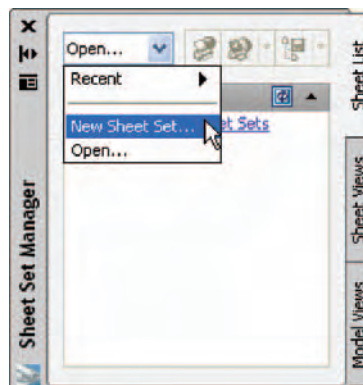 Open...
Recent
New Sheet Set...
et Sets
Open...
Sheet Set Manager
Sheet List
Sheet Views
Model Views